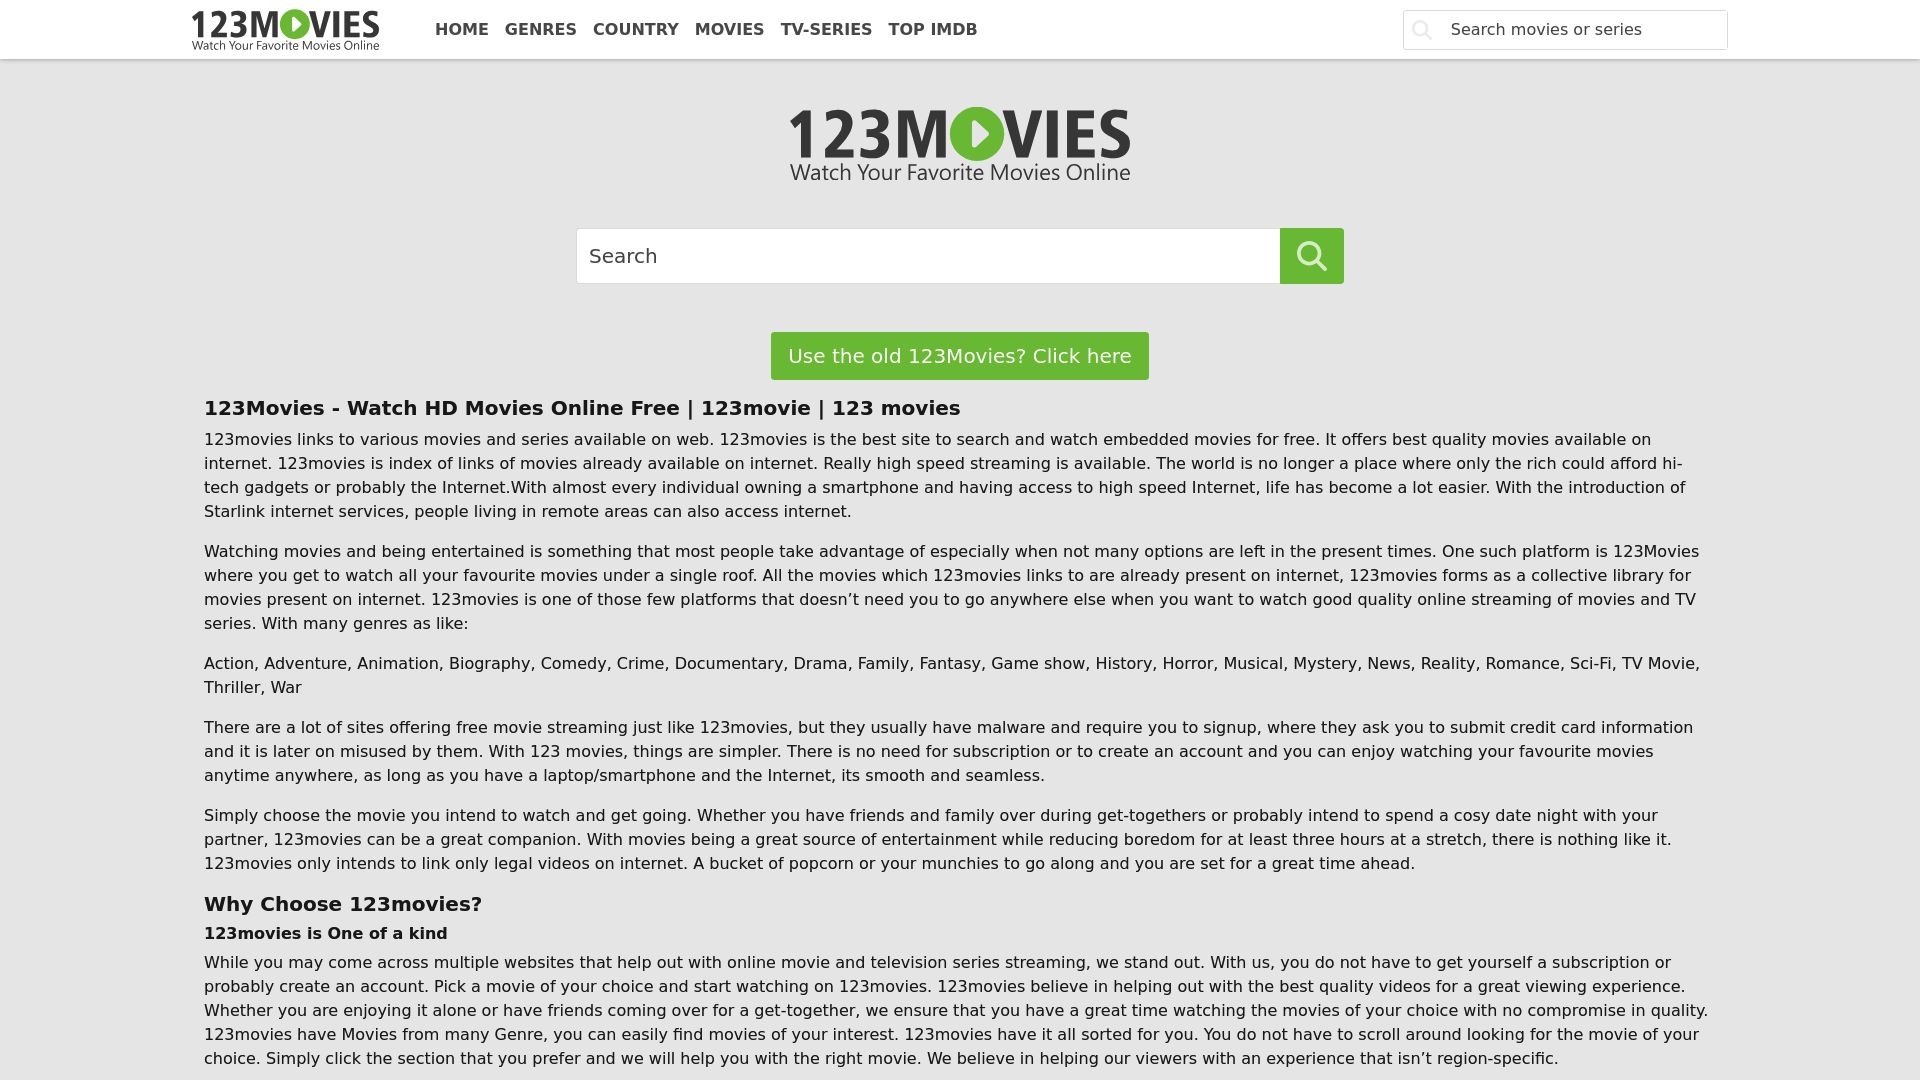 123MOVIES
Watch Your Favorite Movies Online
HOME GENRES COUNTRY MOVIES TV-SERIES TOP IMDB
Search movies or series
123MOVIES
Watch Your Favorite Movies Online
Search
Use the old 123Movies? Click here
123Movies - Watch HD Movies Online Free | 123movie | 123 movies
123movies links to various movies and series available on web. 123movies is the best site to search and watch embedded movies for free. It offers best quality movies available on
internet. 123movies is index of links of movies already available on internet. Really high speed streaming is available. The world is no longer a place where only the rich could afford hi-
tech gadgets or probably the Internet.With almost every individual owning a smartphone and having access to high speed Internet, life has become a lot easier. With the introduction of
Starlink internet services, people living in remote areas can also access internet.
Watching movies and being entertained is something that most people take advantage of especially when not many options are left in the present times. One such platform is 123Movies
where you get to watch all your favourite movies under a single roof. All the movies which 123movies links to are already present on internet, 123movies forms as a collective library for
movies present on internet. 123movies is one of those few platforms that doesn’t need you to go anywhere else when you want to watch good quality online streaming of movies and TV
series. With many genres as like:
Action, Adventure, Animation, Biography, Comedy, Crime, Documentary, Drama, Family, Fantasy, Game show, History, Horror, Musical, Mystery, News, Reality, Romance, Sci-Fi, TV Movie,
Thriller, War
There are a lot of sites offering free movie streaming just like 123movies, but they usually have malware and require you to signup, where they ask you to submit credit card information
and it is later on misused by them. With 123 movies, things are simpler. There is no need for subscription or to create an account and you can enjoy watching your favourite movies
anytime anywhere, as long as you have a laptop/smartphone and the Internet, its smooth and seamless.
Simply choose the movie you intend to watch and get going. Whether you have friends and family over during get-togethers or probably intend to spend a cosy date night with your
partner, 123movies can be a great companion. With movies being a great source of entertainment while reducing boredom for at least three hours at a stretch, there is nothing like it.
123movies only intends to link only legal videos on internet. A bucket of popcorn or your munchies to go along and you are set for a great time ahead.
Why Choose 123movies?
123movies is One of a kind
While you may come across multiple websites that help out with online movie and television series streaming, we stand out. With us, you do not have to get yourself a subscription or
probably create an account. Pick a movie of your choice and start watching on 123movies. 123movies believe in helping out with the best quality videos for a great viewing experience.
Whether you are enjoying it alone or have friends coming over for a get-together, we ensure that you have a great time watching the movies of your choice with no compromise in quality.
123movies have Movies from many Genre, you can easily find movies of your interest. 123movies have it all sorted for you. You do not have to scroll around looking for the movie of your
choice. Simply click the section that you prefer and we will help you with the right movie. We believe in helping our viewers with an experience that isn’t region-specific.